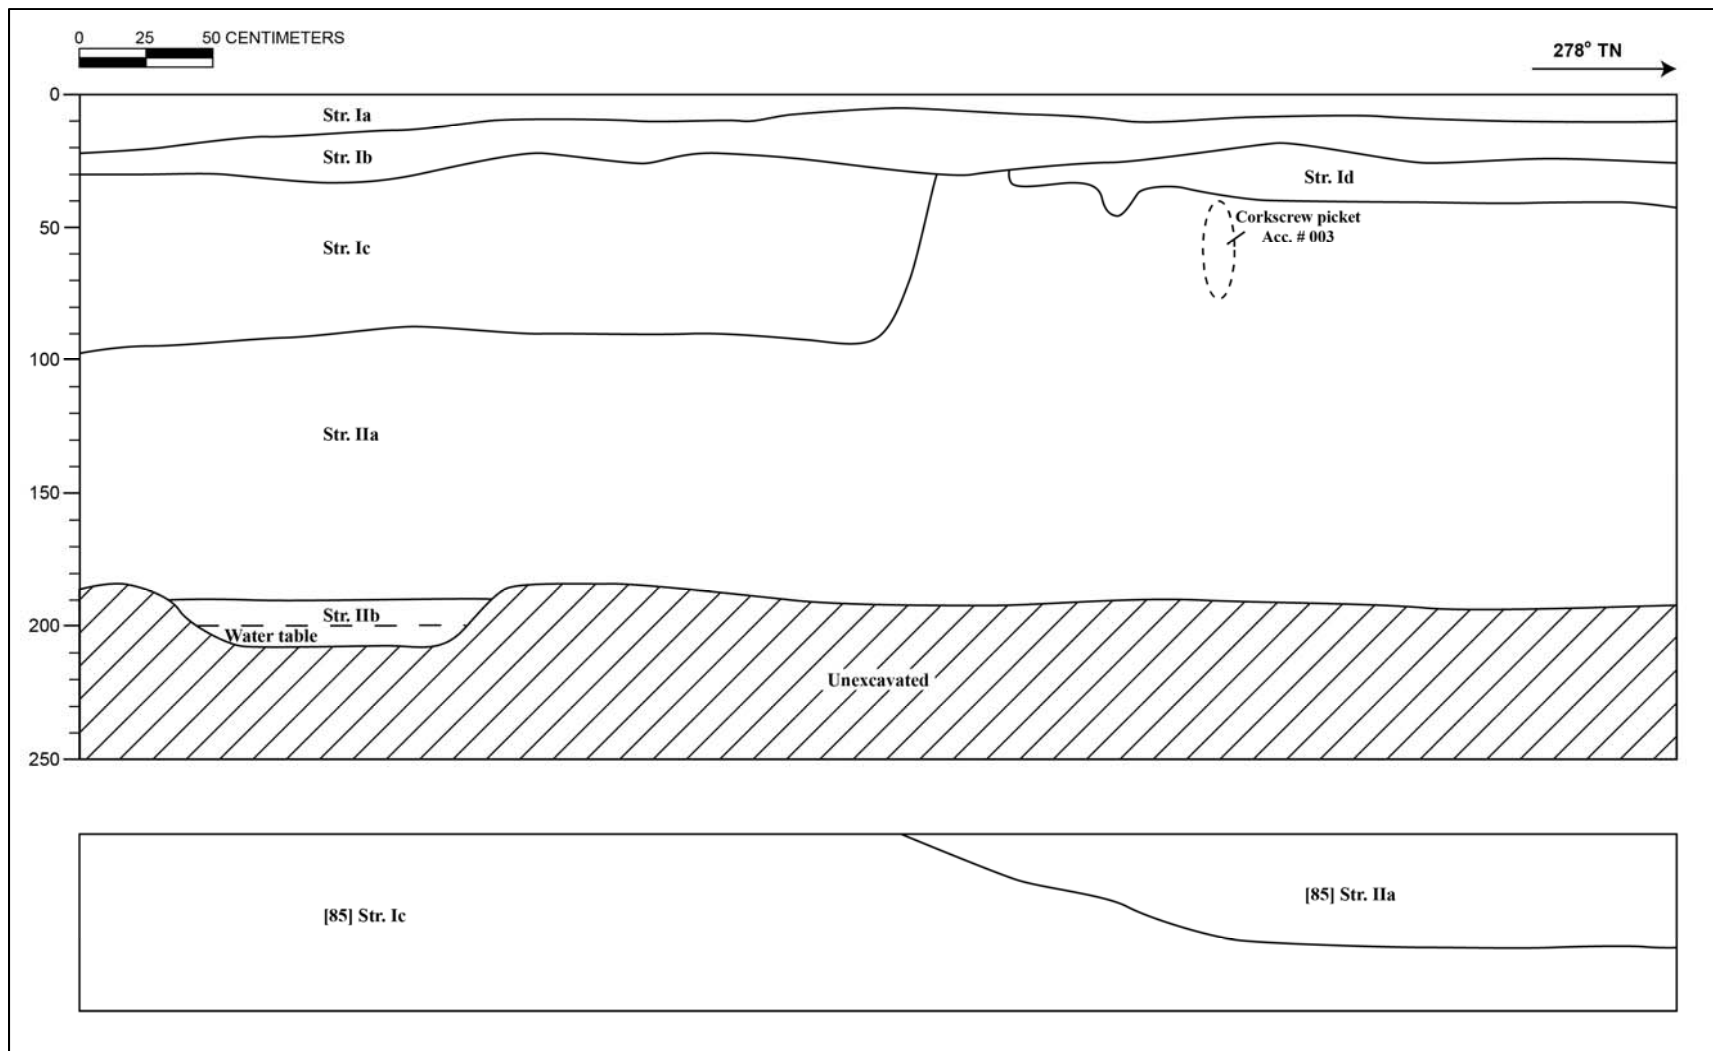 0 25 50 CENTIMETERS
278° TN
0
Str. Ia
Str. Ib
Str. Id
50
Corkscrew picket
Acc. # 003
Str. Ic
100
Str. IIa
150
200
Str. IIb
Water table
Unexcavated
250
[85] Str. IIa
[85] Str. Ic